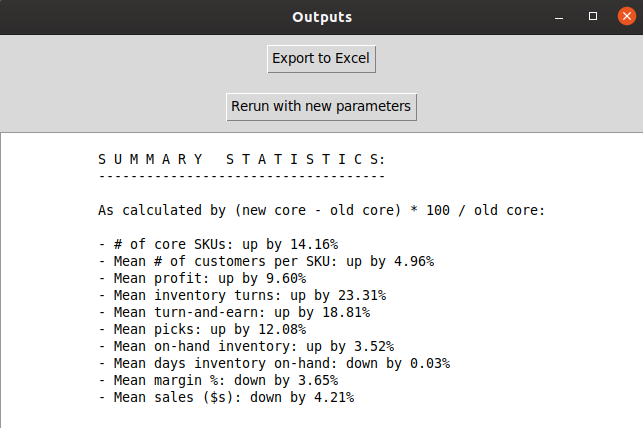 Outputs
Export to Excel
Rerun with new parameters
S U M M A R Y   S T A T I S T I C S:
------------------------------------
As calculated by (new core - old core) * 100 / old core:
- # of core SKUs: up by 14.16%
- Mean # of customers per SKU: up by 4.96%
- Mean profit: up by 9.60%
- Mean inventory turns: up by 23.31%
- Mean turn-and-earn: up by 18.81%
- Mean picks: up by 12.08%
- Mean on-hand inventory: up by 3.52%
- Mean days inventory on-hand: down by 0.03%
- Mean margin %: down by 3.65%
- Mean sales ($s): down by 4.21%